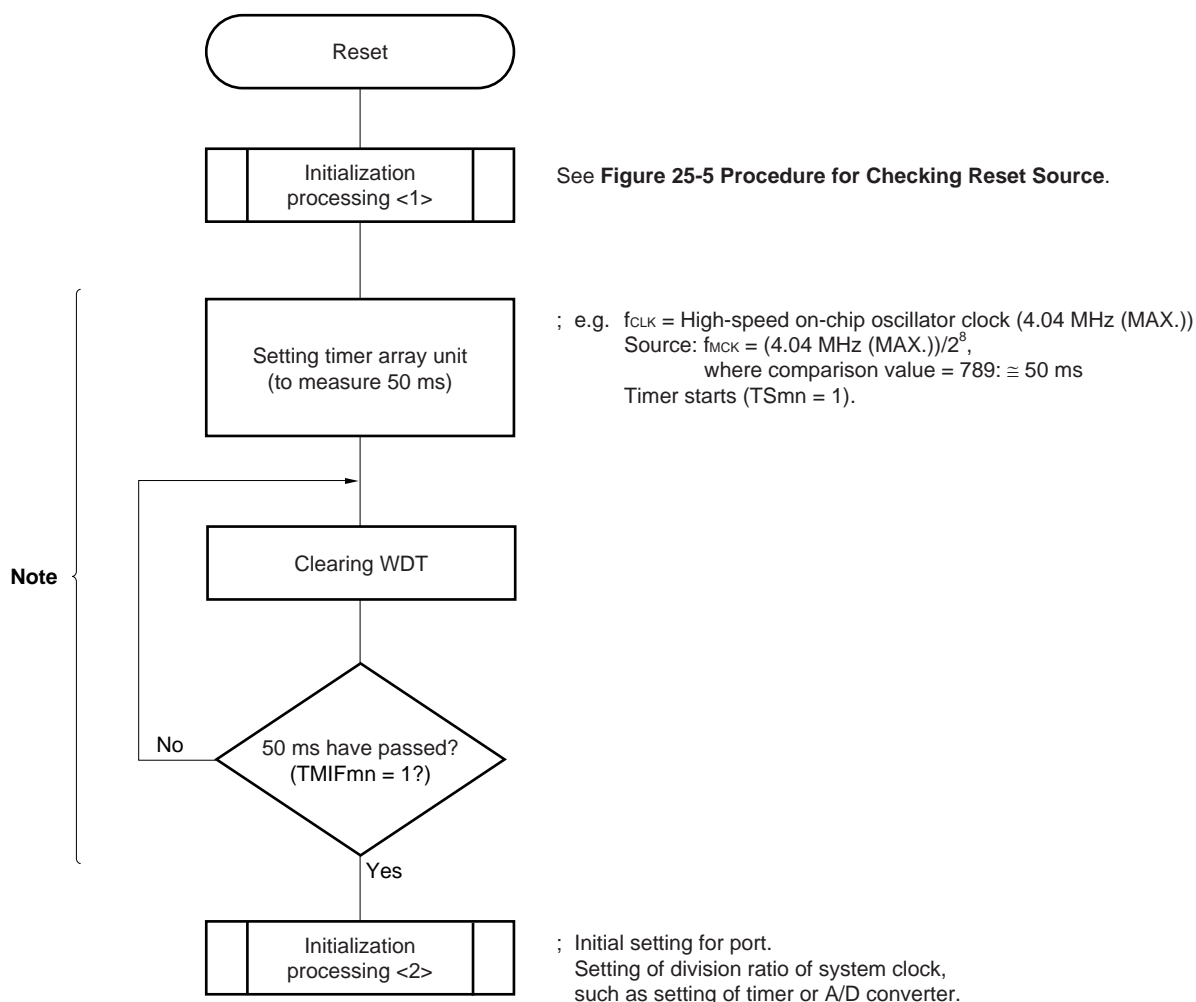 Reset
Initialization
processing <1>
See Figure 25-5 Procedure for Checking Reset Source.
Setting timer array unit
(to measure 50 ms)
; e.g. fCLK = High-speed on-chip oscillator clock (4.04 MHz (MAX.))
Source: fMCK = (4.04 MHz (MAX.))/2⁸,
where comparison value = 789: ≅ 50 ms
Timer starts (TSmn = 1).
Note
Clearing WDT
No
50 ms have passed?
(TMIFmn = 1?)
Yes
Initialization
processing <2>
; Initial setting for port.
Setting of division ratio of system clock,
such as setting of timer or A/D converter.